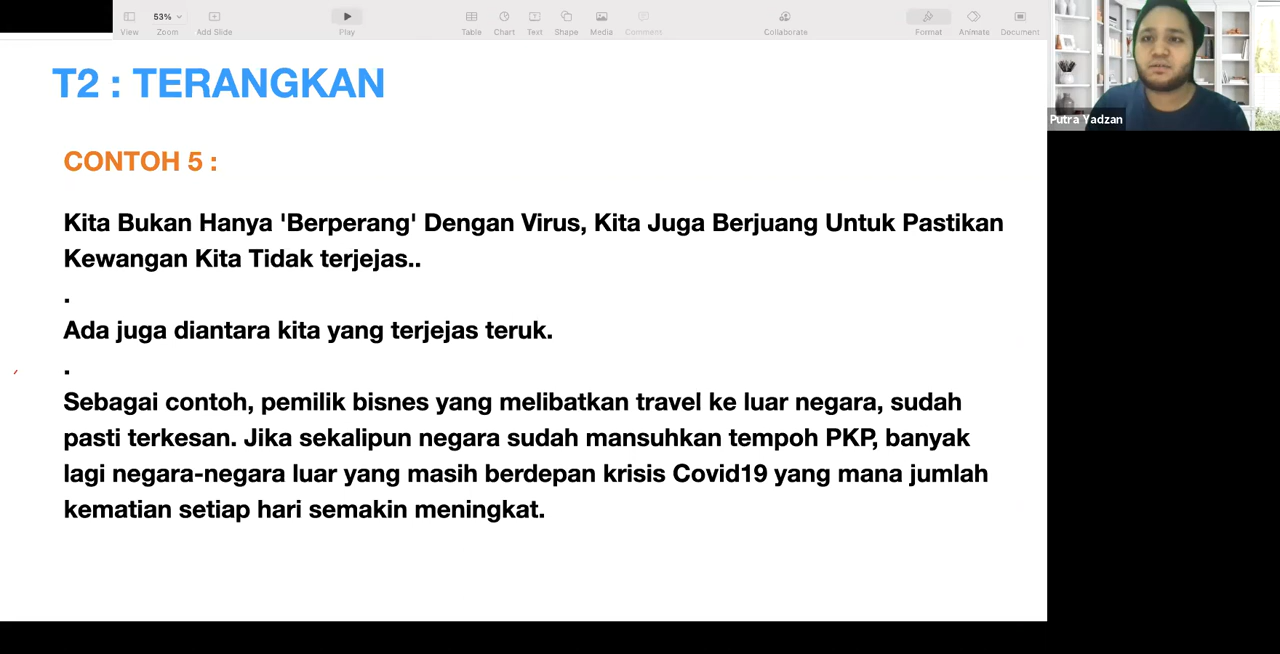 53%
View Zoom Add Slide Play Table Chart Text Shape Media Comment Collaborate Format Animate Document
T2 : TERANGKAN
Putra Yadzan
CONTOH 5 :
Kita Bukan Hanya 'Berperang' Dengan Virus, Kita Juga Berjuang Untuk Pastikan
Kewangan Kita Tidak terjejas..
.
Ada juga diantara kita yang terjejas teruk.
.
Sebagai contoh, pemilik bisnes yang melibatkan travel ke luar negara, sudah
pasti terkesan. Jika sekalipun negara sudah mansuhkan tempoh PKP, banyak
lagi negara-negara luar yang masih berdepan krisis Covid19 yang mana jumlah
kematian setiap hari semakin meningkat.